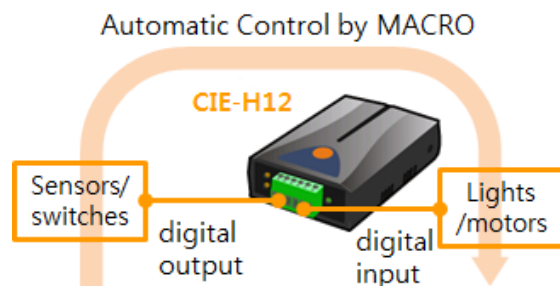 Automatic Control by MACRO
CIE-H12
Sensors/
switches
digital
output
digital
input
Lights
/motors